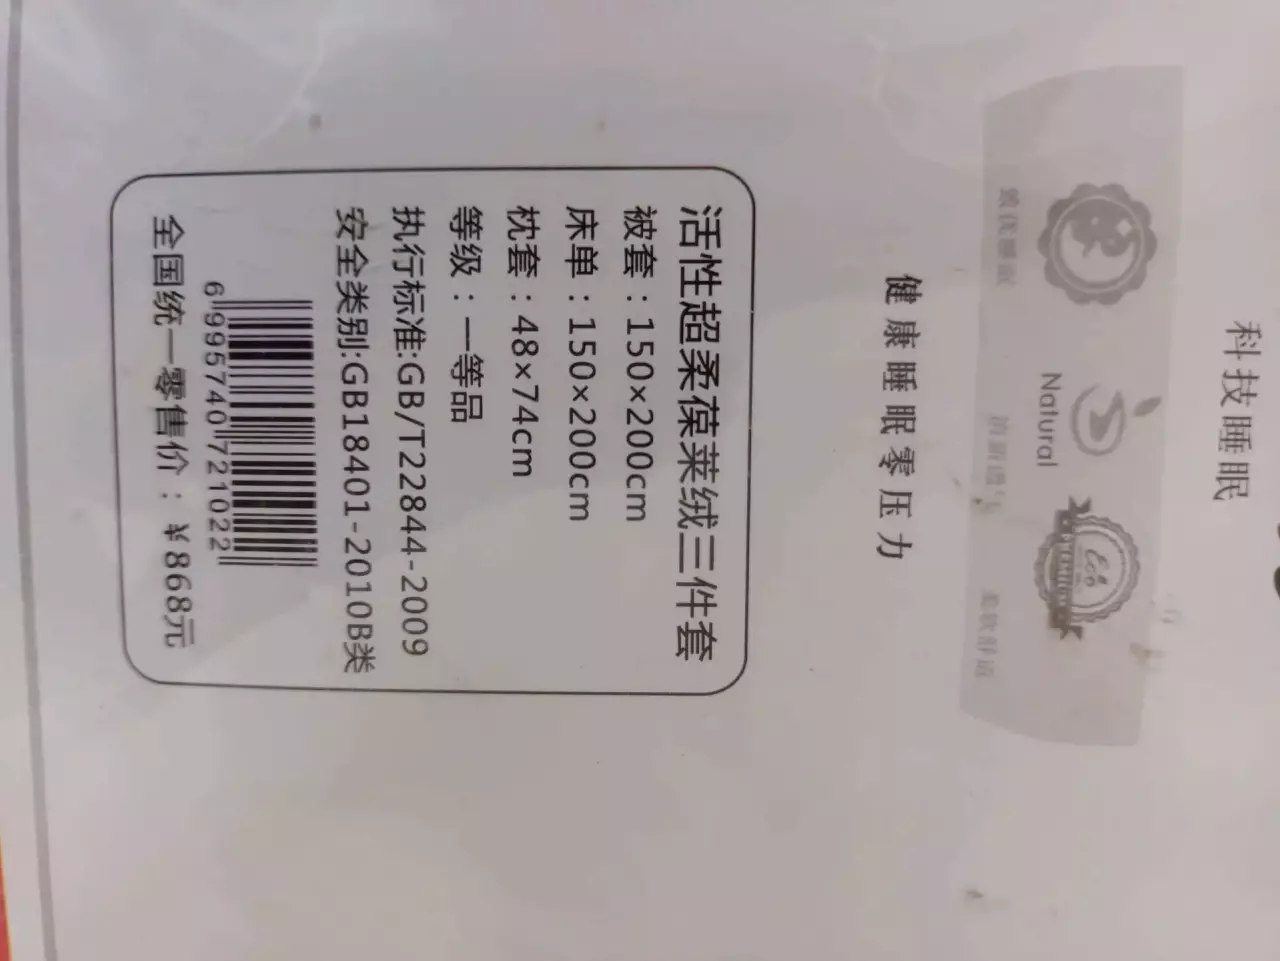 科技睡眠
Natural
Eco
健康睡眠零压力
活性超柔葆莱绒三件套
被套：150×200cm
床单：150×200cm
枕套：48×74cm
等级：一等品
执行标准:GB/T22844-2009
安全类别:GB18401-2010B类
6 995740 721022
全国统一零售价：￥868元